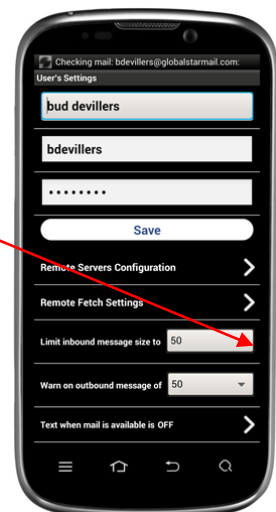 Checking mail: bdevillers@globalstarmail.com:
User's Settings
bud devillers
bdevillers
••••••••
Save
Remote Servers Configuration
Remote Fetch Settings
Limit inbound message size to 50
Warn on outbound message of 50
Text when mail is available is OFF